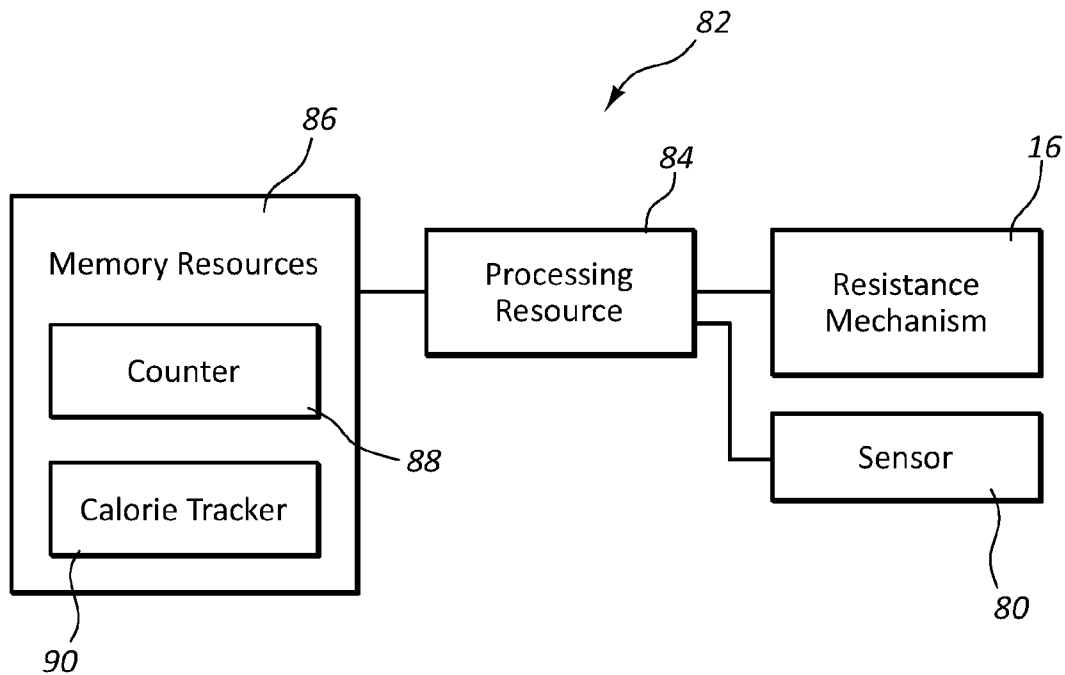 82
86
84
16
Memory Resources
Processing
Resource
Resistance
Mechanism
Counter
88
Sensor
Calorie Tracker
90
80